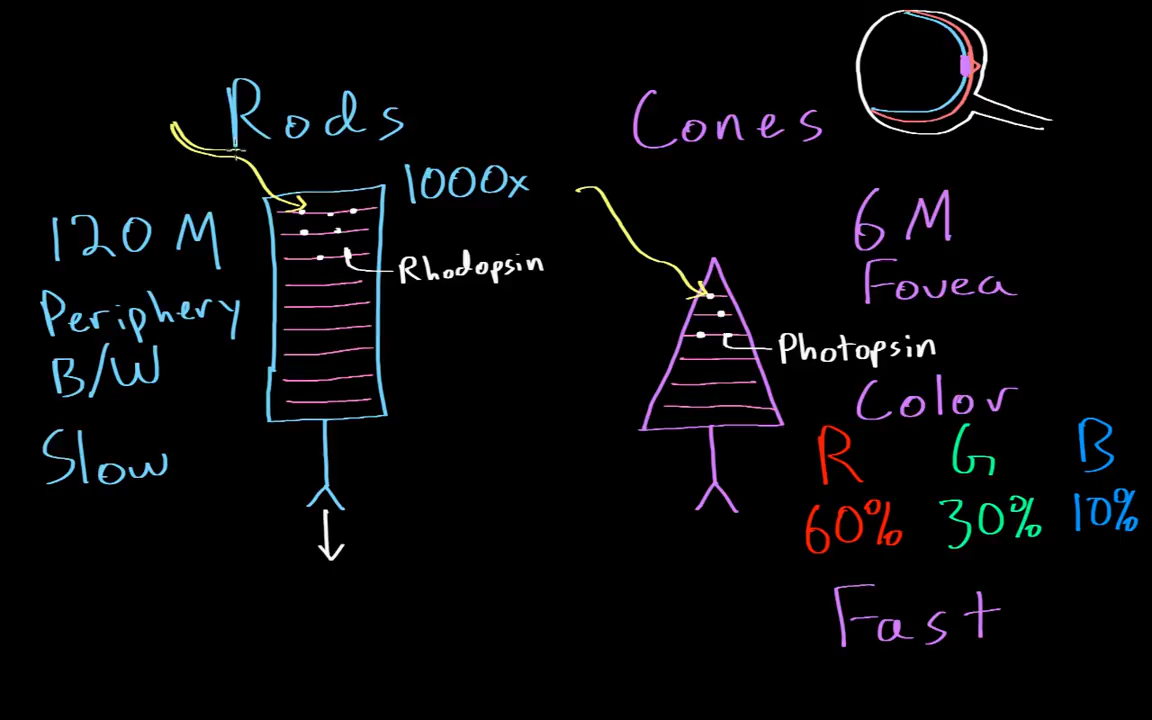 Rods
1000x
120 M
Rhodopsin
Periphery
B/W
Slow
Cones
6 M
Fovea
Photopsin
Color
R G B
60% 30% 10%
Fast